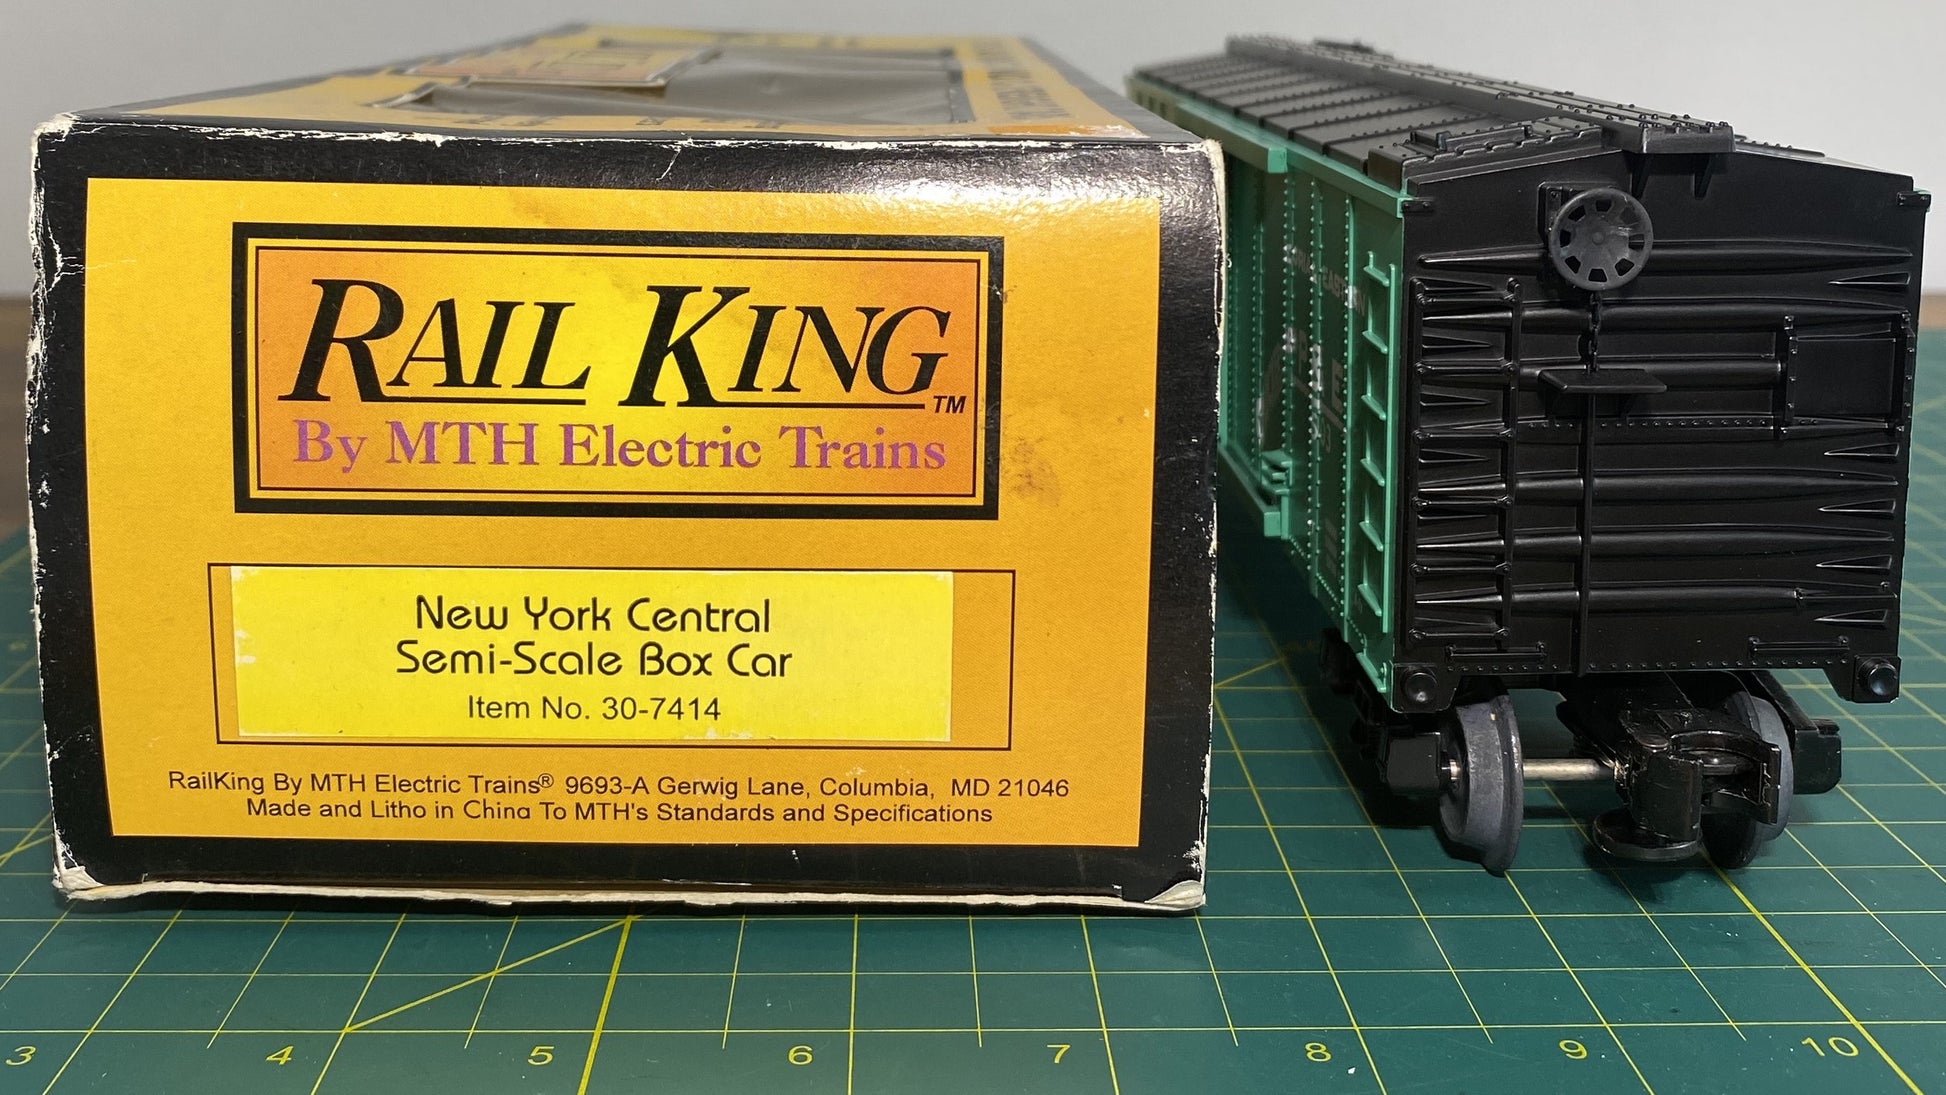 RAIL KING TM
By MTH Electric Trains
New York Central
Semi-Scale Box Car
Item No. 30-7414
RailKing By MTH Electric Trains® 9693-A Gerwig Lane, Columbia, MD 21046
Made and Litho in China To MTH's Standards and Specifications
3 4 5 6 7 8 9 10